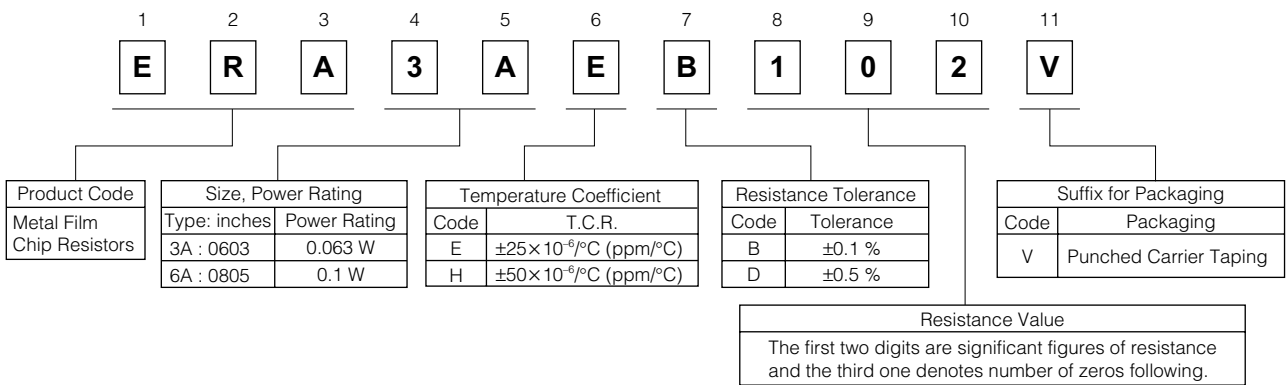 1 2 3 4 5 6 7 8 9 10 11
E R A 3 A E B 1 0 2 V
Product Code
Metal Film
Chip Resistors
Size, Power Rating
Type: inches Power Rating
3A : 0603 0.063 W
6A : 0805 0.1 W
Temperature Coefficient
Code T.C.R.
E ±25×10⁻⁶/°C (ppm/°C)
H ±50×10⁻⁶/°C (ppm/°C)
Resistance Tolerance
Code Tolerance
B ±0.1 %
D ±0.5 %
Suffix for Packaging
Code Packaging
V Punched Carrier Taping
Resistance Value
The first two digits are significant figures of resistance
and the third one denotes number of zeros following.